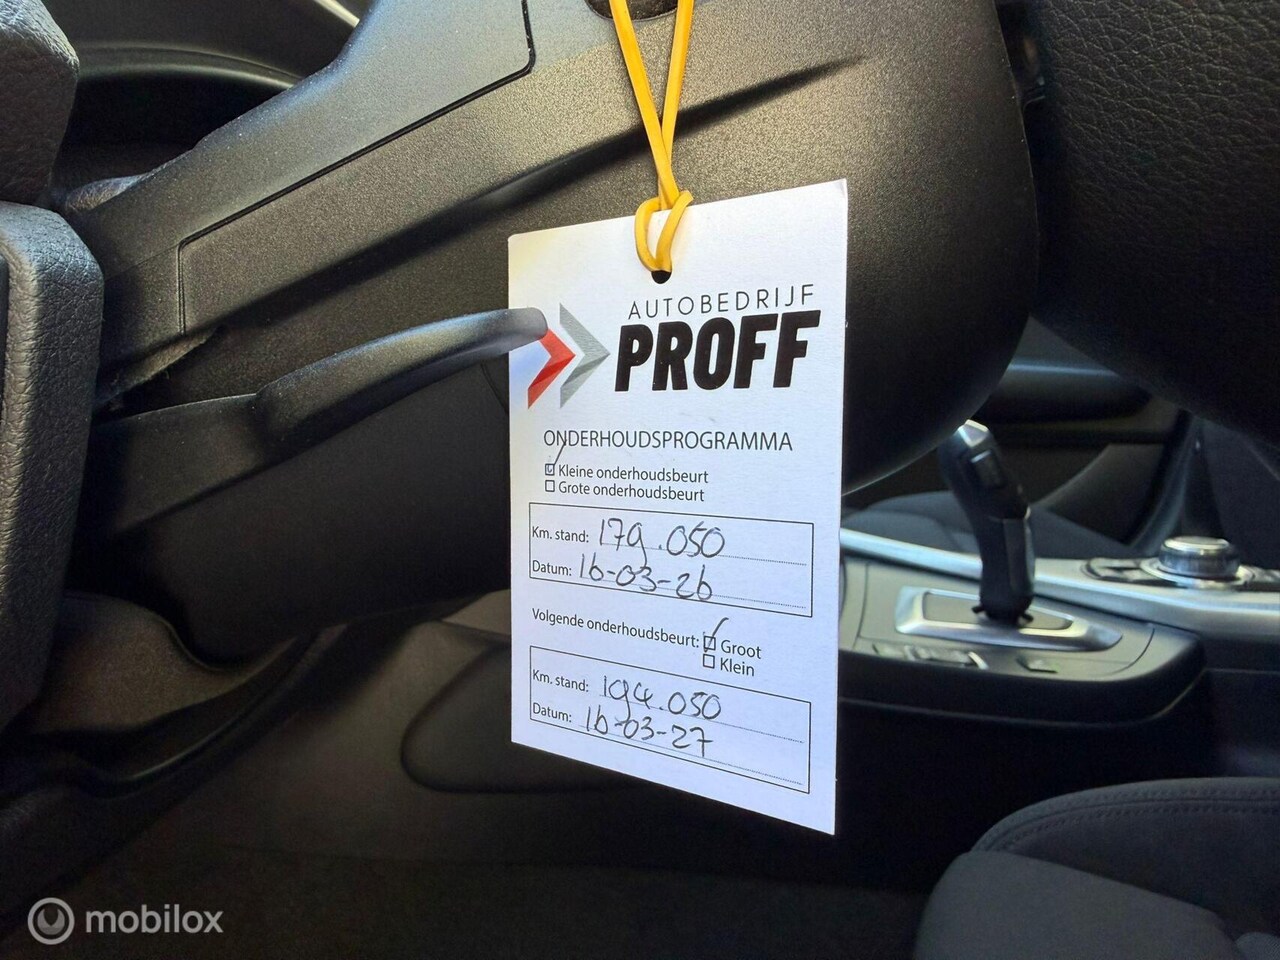 AUTOBEDRIJF
PROFF
ONDERHOUDSPROGRAMMA
Kleine onderhoudsbeurt
Grote onderhoudsbeurt
Km. stand: 179.050
Datum: 16-03-26
Volgende onderhoudsbeurt: Groot
Klein
Km. stand: 194.050
Datum: 16-03-27
mobilox